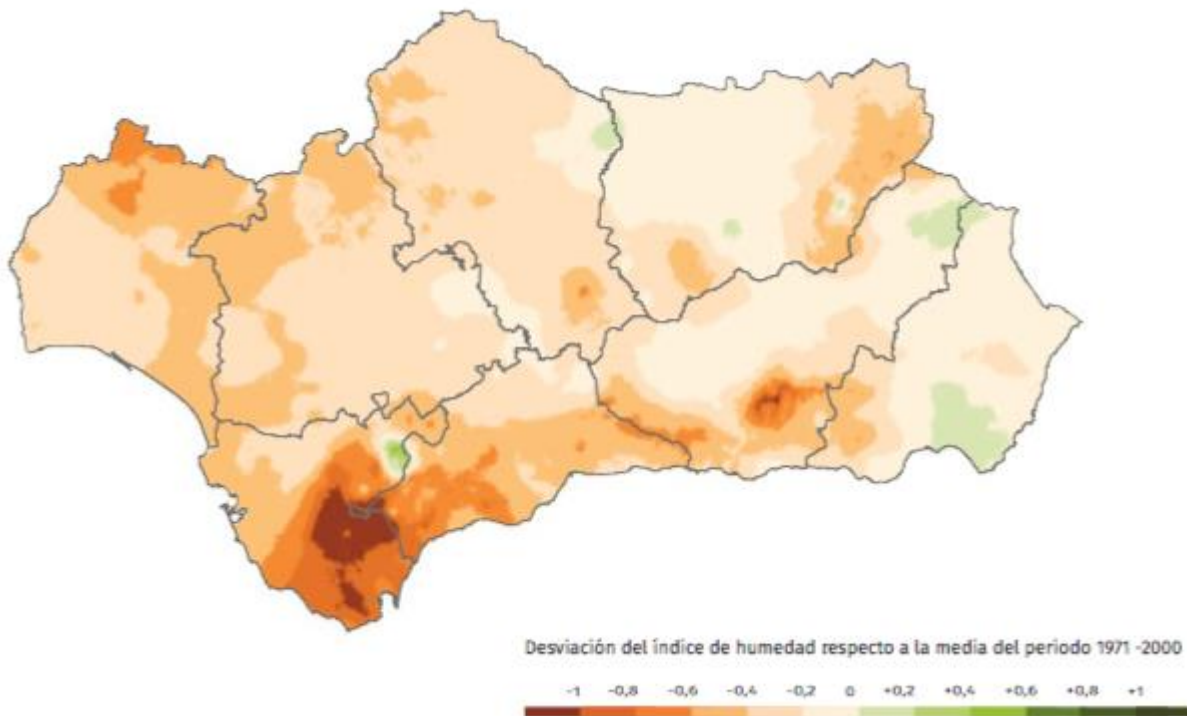 Desviación del índice de humedad respecto a la media del periodo 1971 -2000
-1 -0,8 -0,6 -0,4 -0,2 0 +0,2 +0,4 +0,6 +0,8 +1